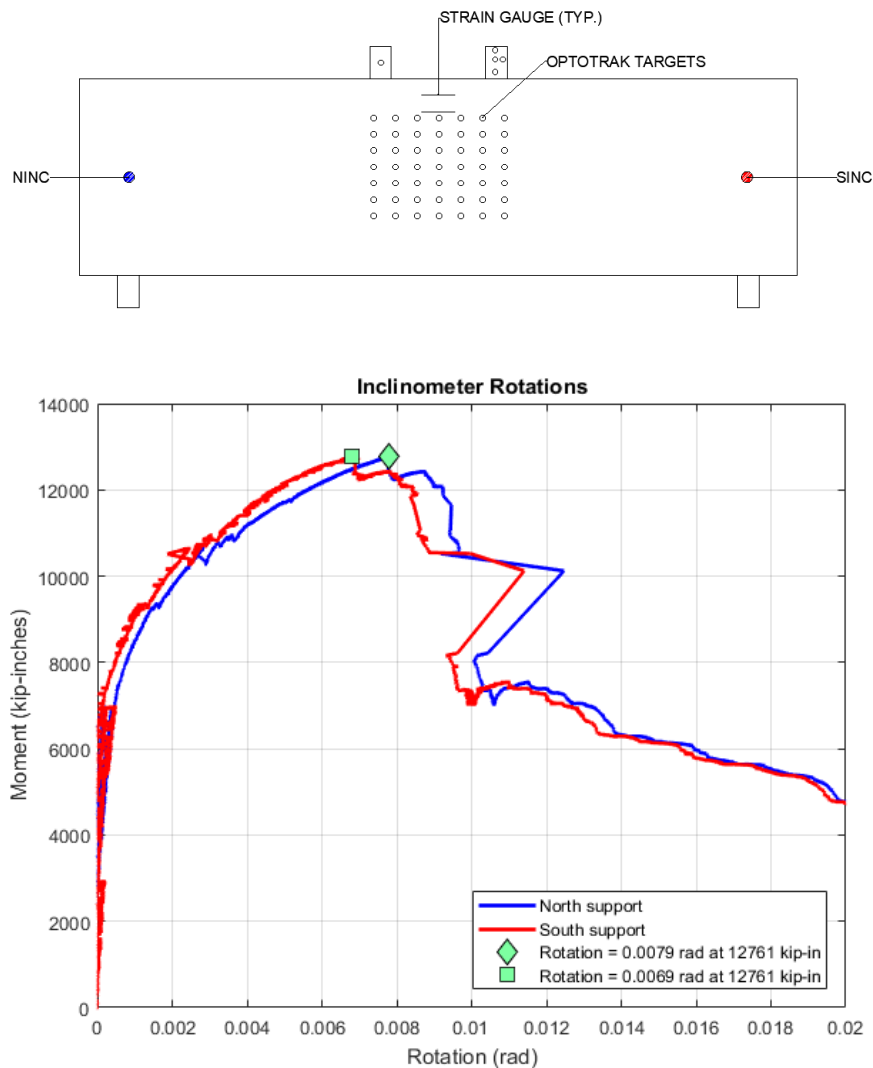 STRAIN GAUGE (TYP.)
OPTOTRAK TARGETS
NINC
SINC
Inclinometer Rotations
14000
12000
10000
8000
6000
4000
2000
0
Moment (kip-inches)
North support
South support
Rotation = 0.0079 rad at 12761 kip-in
Rotation = 0.0069 rad at 12761 kip-in
0 0.002 0.004 0.006 0.008 0.01 0.012 0.014 0.016 0.018 0.02
Rotation (rad)